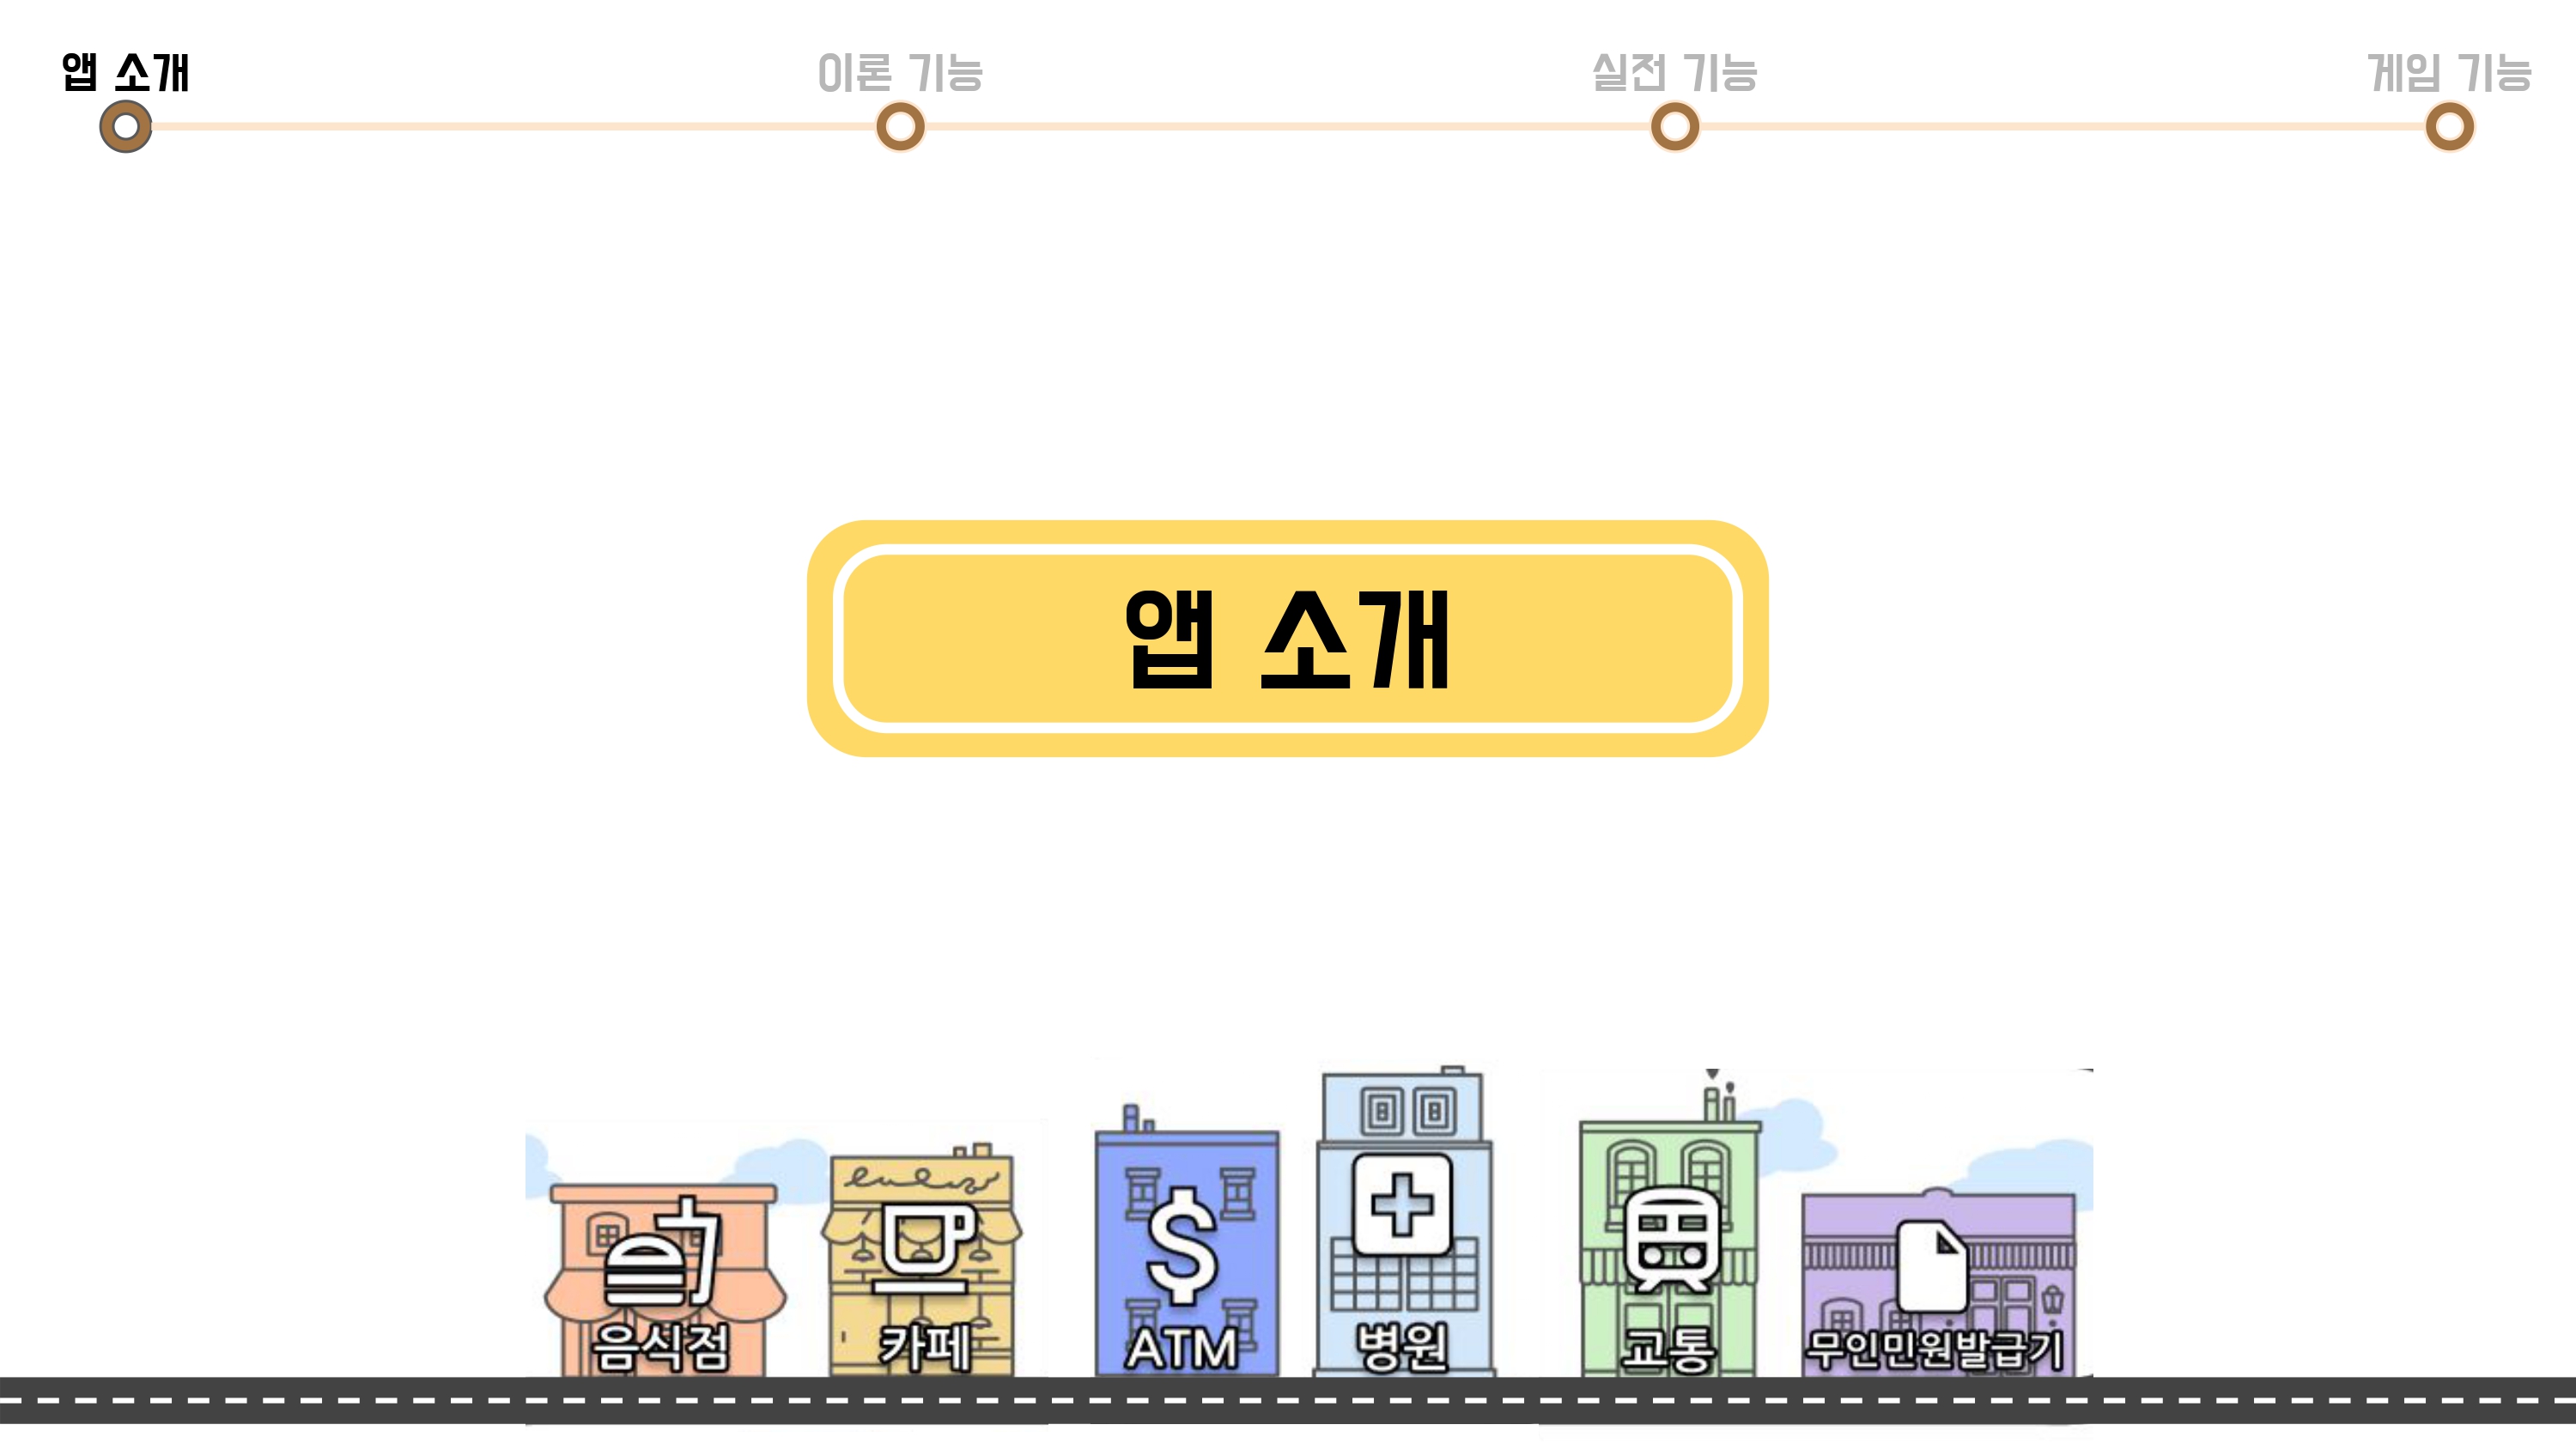 앱 소개
이론 기능
실전 기능
게임 기능
앱 소개
음식점
카페
ATM
병원
교통
무인민원발급기